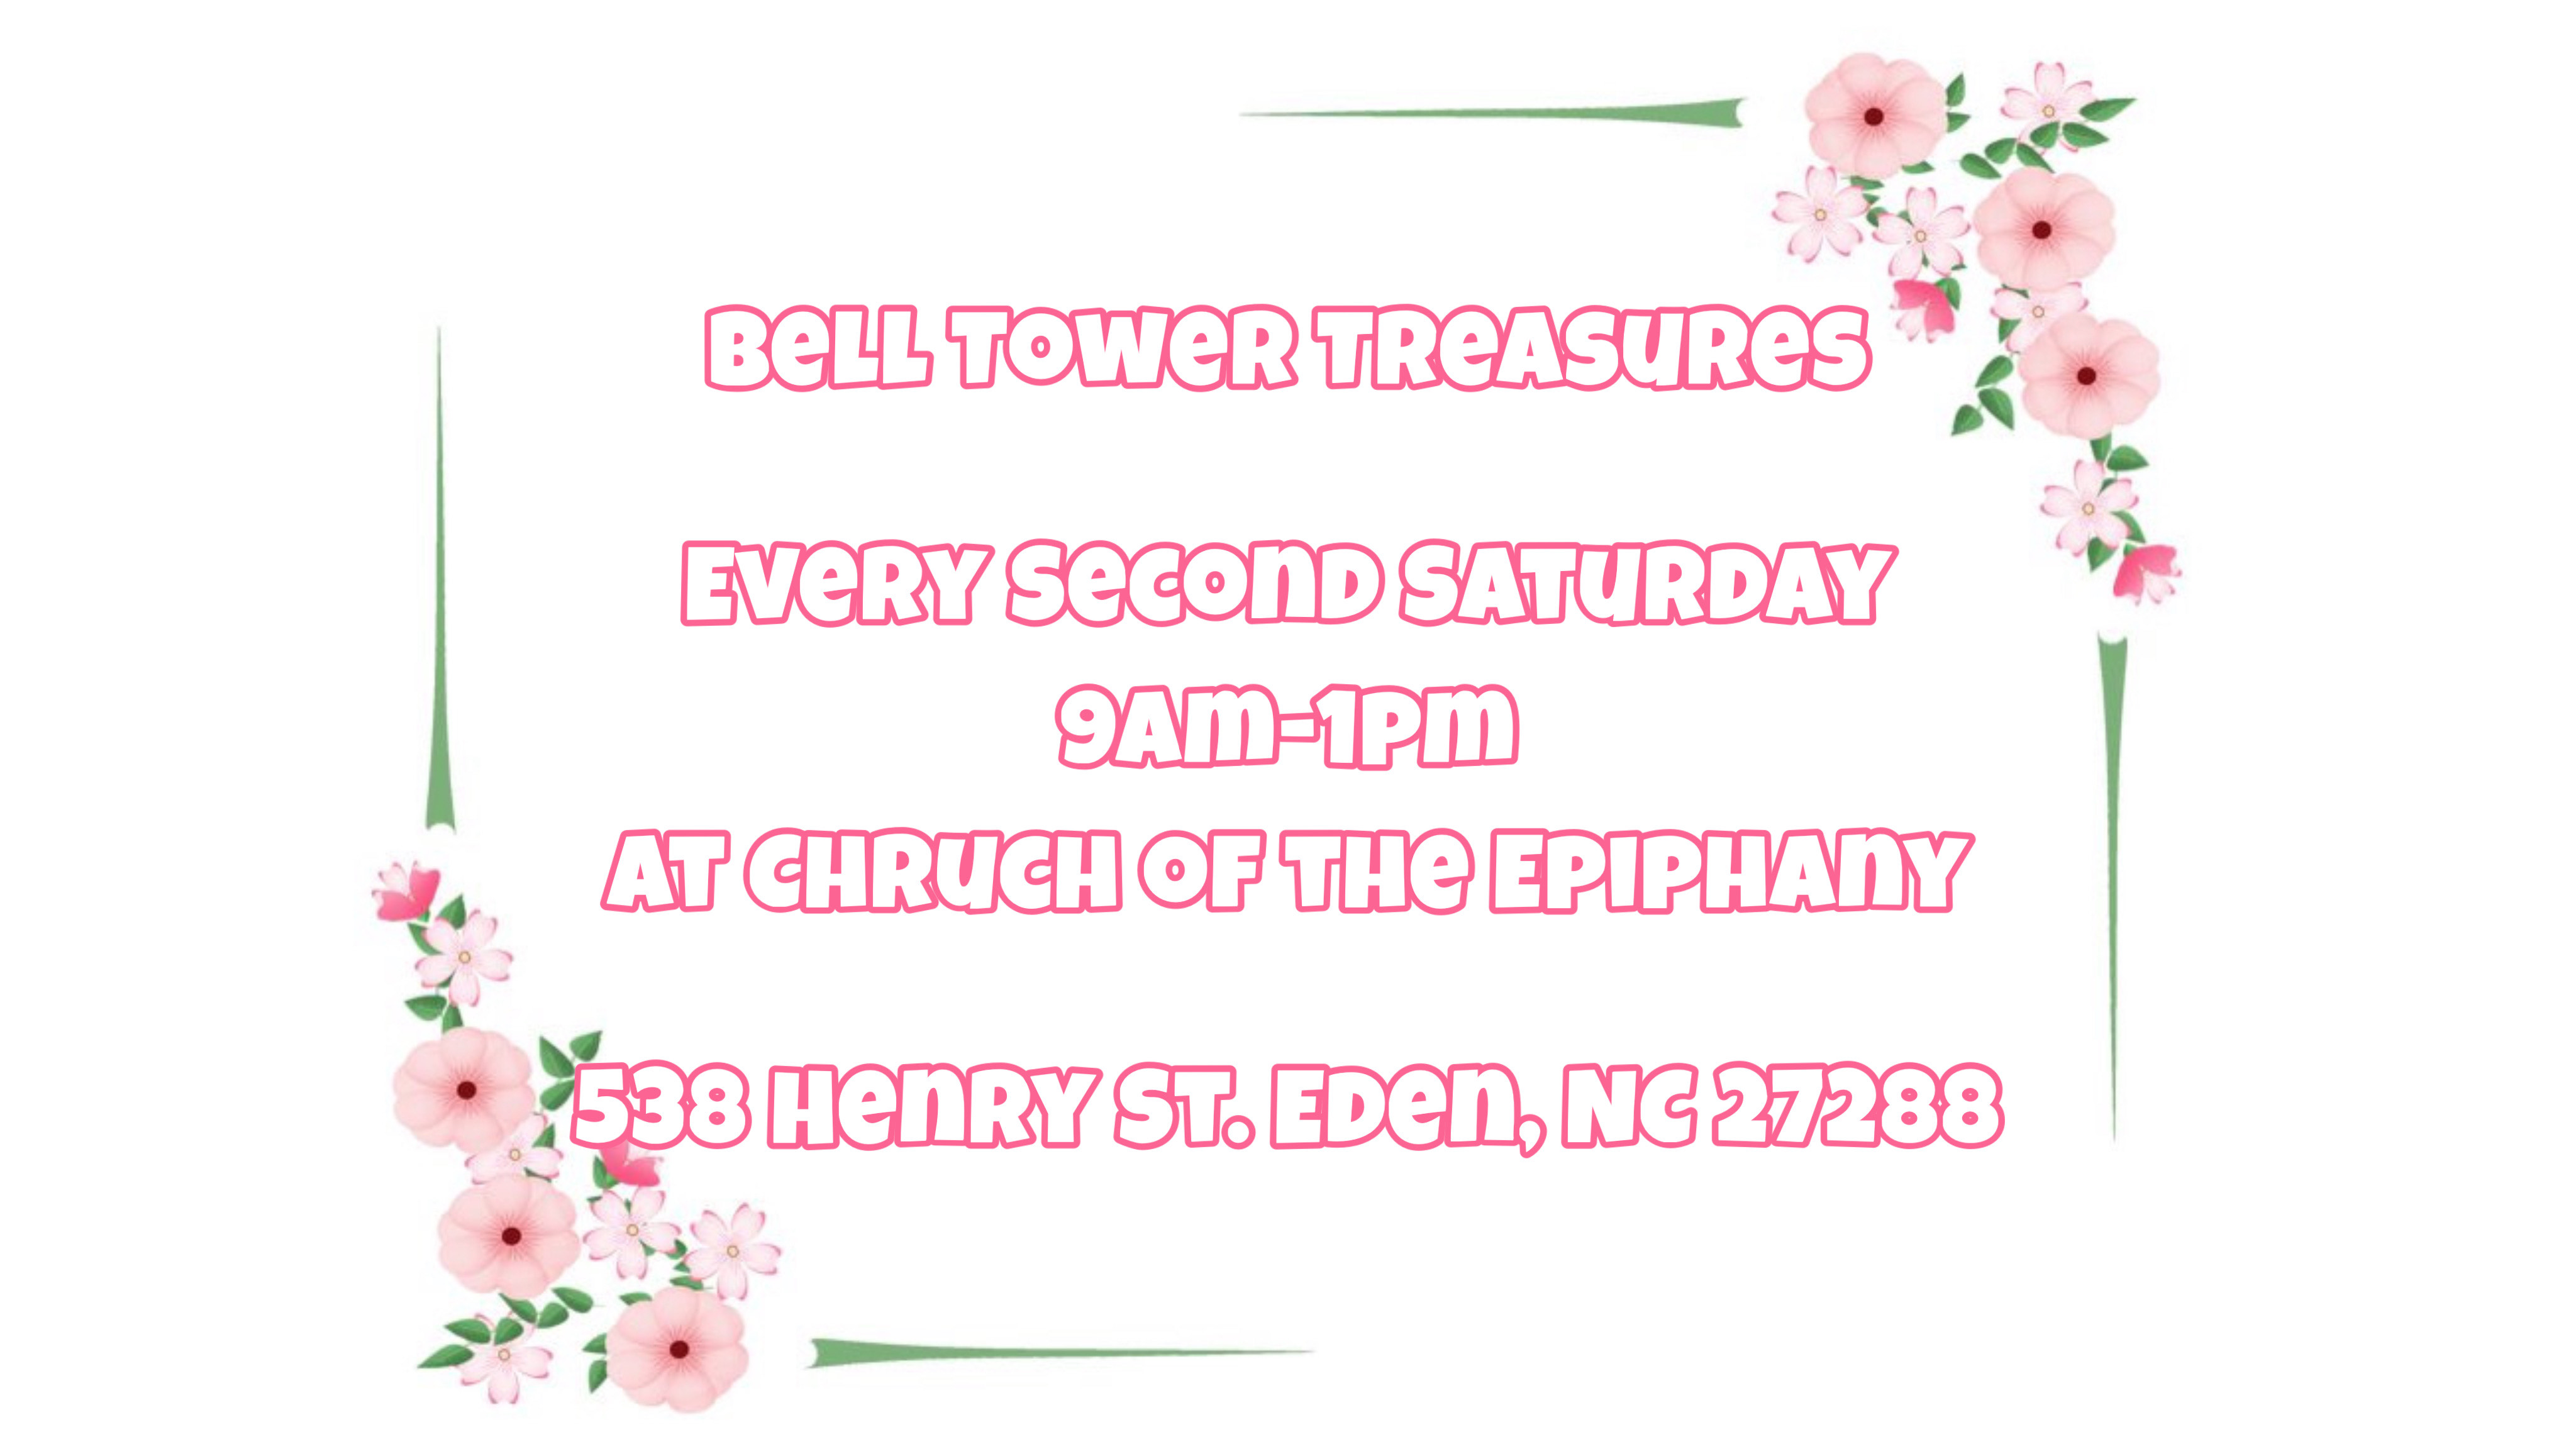 Bell Tower Treasures
Every Second Saturday
9am-1pm
at Chruch of the Epiphany
538 Henry St. Eden, NC 27288